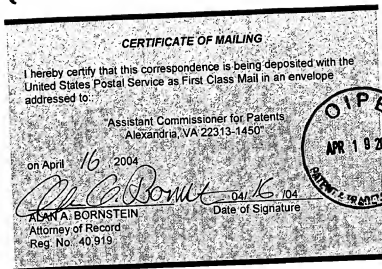 CERTIFICATE OF MAILING
I hereby certify that this correspondence is being deposited with the
United States Postal Service as First Class Mail in an envelope
addressed to:
"Assistant Commissioner for Patents
Alexandria, VA 22313-1450"
on April 16, 2004
04/16/04
ALAN A. BORNSTEIN Date of Signature
Attorney of Record
Reg. No. 40,919
OIPE
APR 19